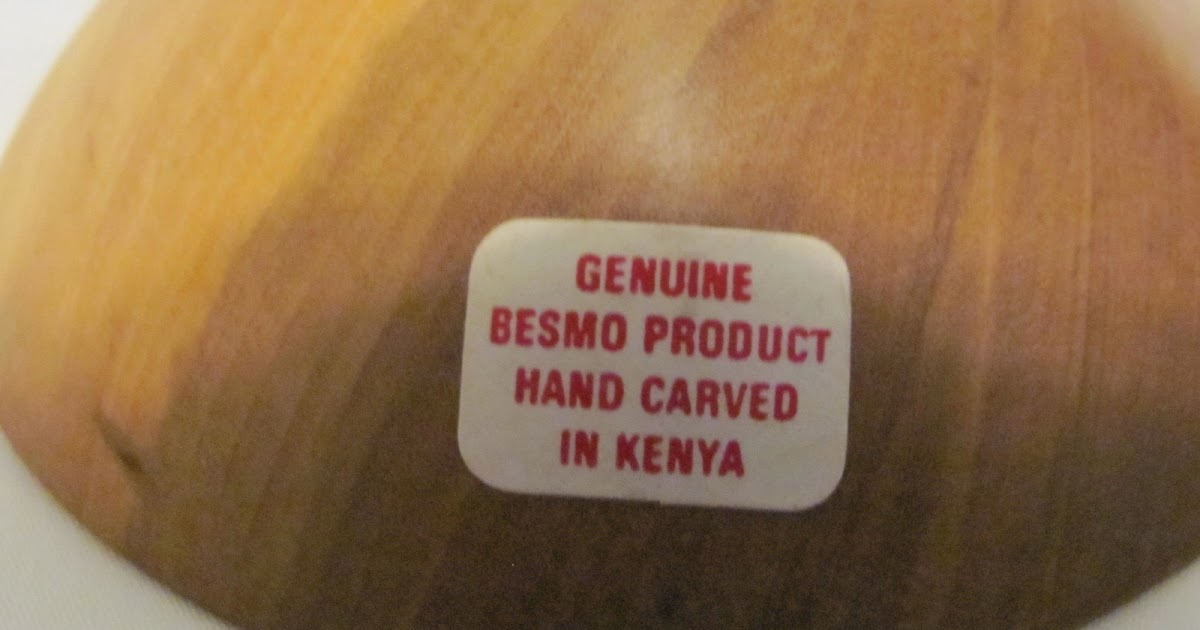 GENUINE
BESMO PRODUCT
HAND CARVED
IN KENYA